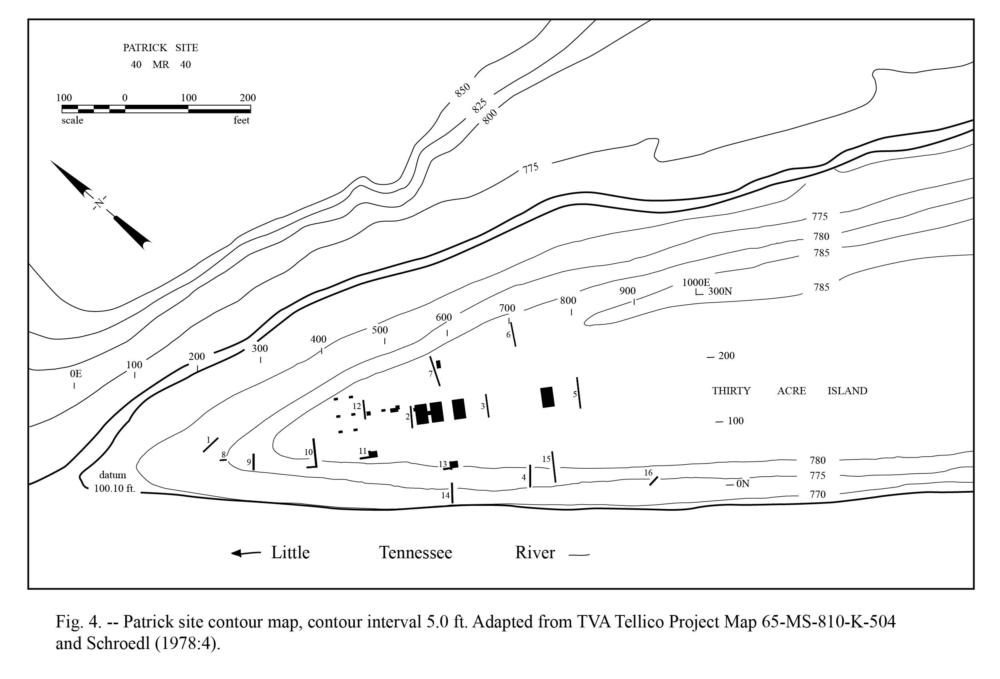 PATRICK SITE
40 MR 40
100 0 100 200
scale feet
850
825
800
775
-N-
775
780
785
1000E
300N
785
900
800
700
600
500
400
300
200
100
0E
6
7
200
THIRTY ACRE ISLAND
5
3
12
2
100
1
8
9
10
11
13
15
780
4
16
775
0N
datum
100.10 ft.
14
770
Little Tennessee River
Fig. 4. -- Patrick site contour map, contour interval 5.0 ft. Adapted from TVA Tellico Project Map 65-MS-810-K-504
and Schroedl (1978:4).